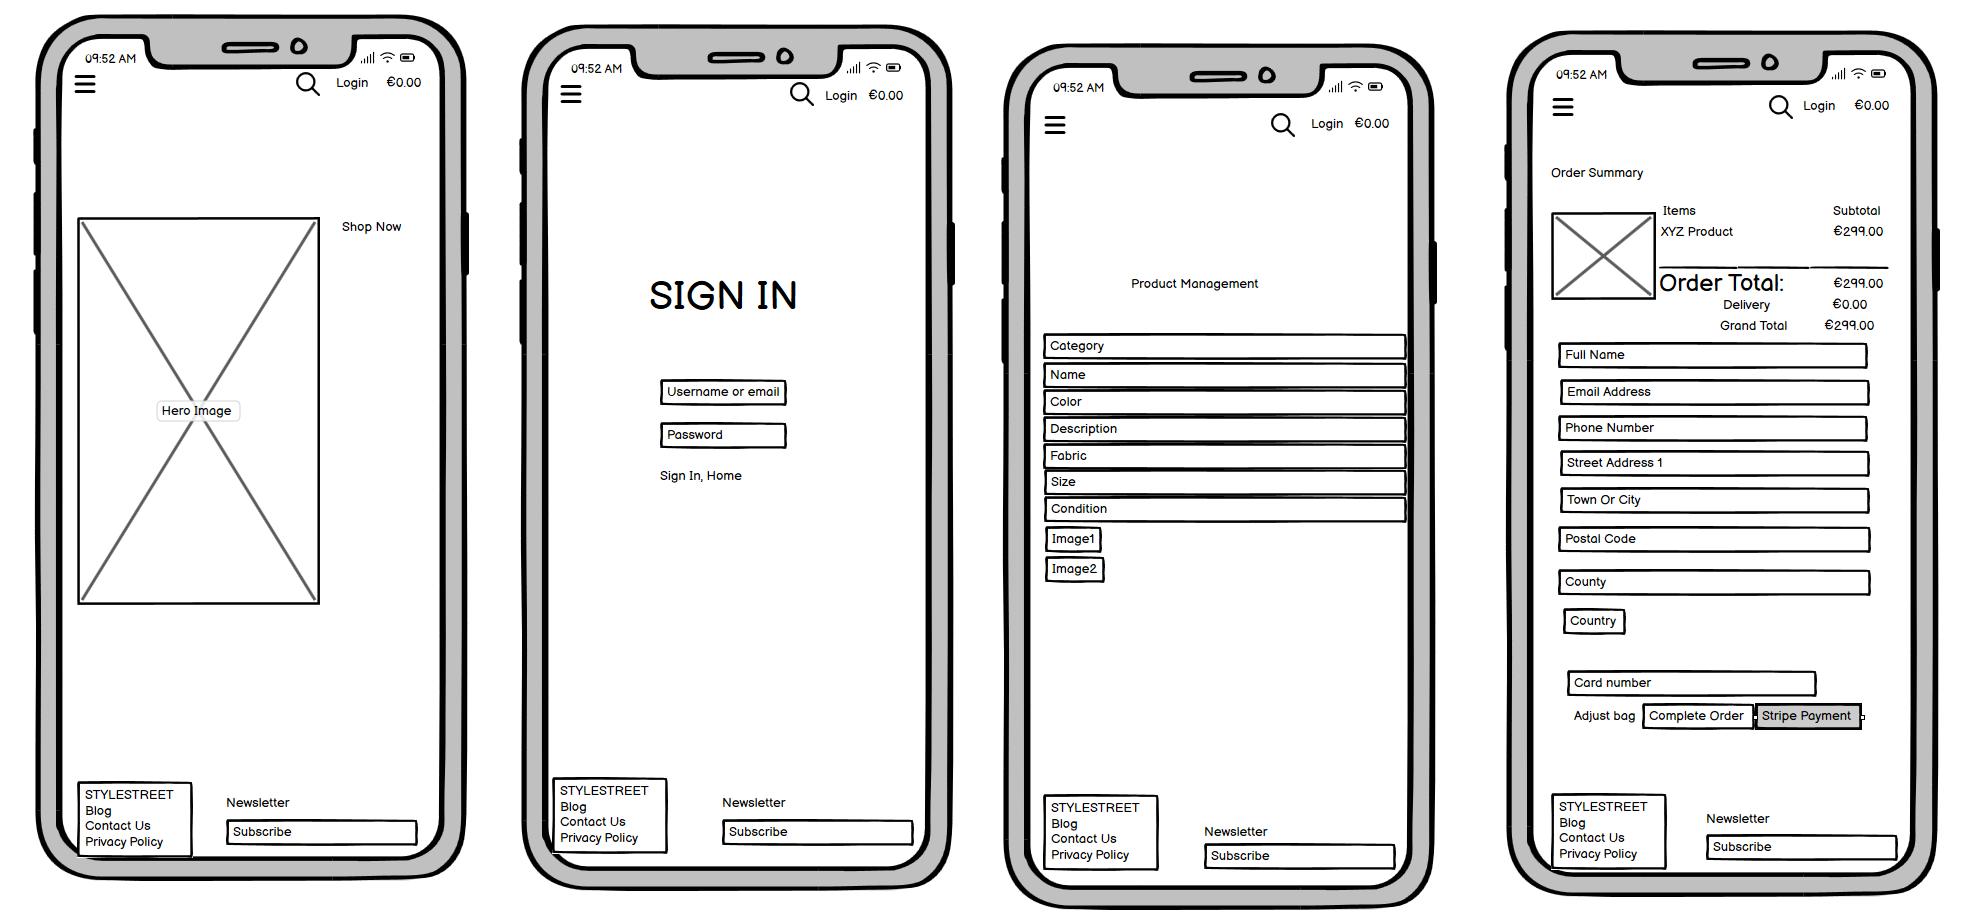 09:52 AM
Login €0.00
Shop Now
Hero Image
STYLESTREET
Blog
Contact Us
Privacy Policy
Newsletter
Subscribe
09:52 AM
Login €0.00
SIGN IN
Username or email
Password
Sign In, Home
STYLESTREET
Blog
Contact Us
Privacy Policy
Newsletter
Subscribe
09:52 AM
Login €0.00
Product Management
Category
Name
Color
Description
Fabric
Size
Condition
Image1
Image2
STYLESTREET
Blog
Contact Us
Privacy Policy
Newsletter
Subscribe
09:52 AM
Login €0.00
Order Summary
Items Subtotal
XYZ Product €299.00
Order Total: €299.00
Delivery €0.00
Grand Total €299.00
Full Name
Email Address
Phone Number
Street Address 1
Town Or City
Postal Code
County
Country
Card number
Adjust bag Complete Order Stripe Payment
STYLESTREET
Blog
Contact Us
Privacy Policy
Newsletter
Subscribe